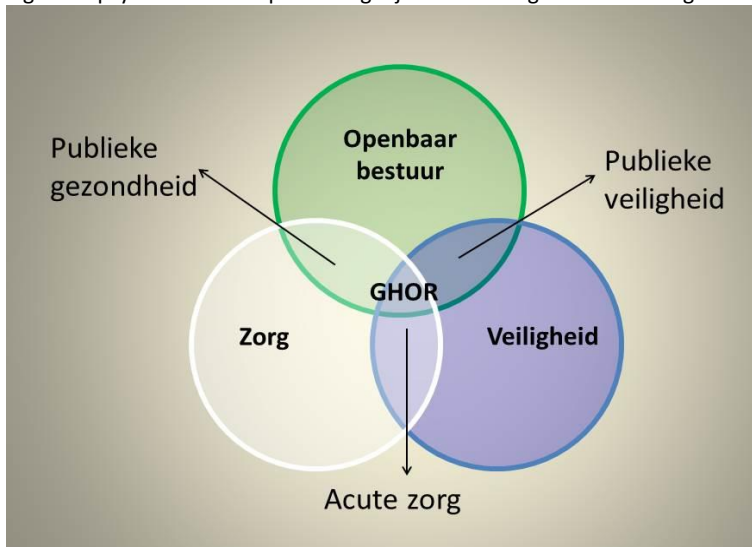 Openbaar
bestuur
Publieke
gezondheid
Publieke
veiligheid
GHOR
Zorg
Veiligheid
Acute zorg